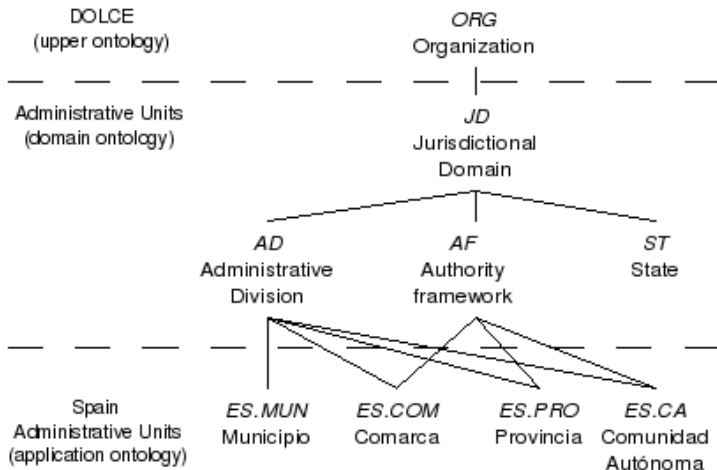 DOLCE
(upper ontology)
ORG
Organization
Administrative Units
(domain ontology)
JD
Jurisdictional
Domain
AD
Administrative
Division
AF
Authority
framework
ST
State
Spain
Administrative Units
(application ontology)
ES.MUN
Municipio
ES.COM
Comarca
ES.PRO
Provincia
ES.CA
Comunidad
Autónoma